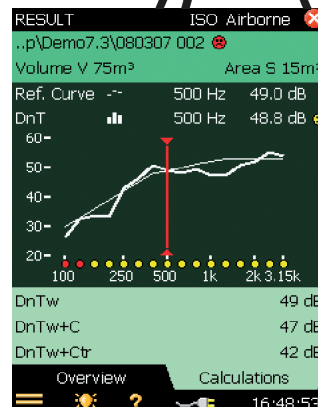 RESULT ISO Airborne
..p\Demo7.3\080307 002
Volume V 75m³ Area S 15m²
Ref. Curve -- 500 Hz 49.0 dB
DnT 500 Hz 48.8 dB
60-
50-
40-
30-
20-
100 250 500 1k 2k 3.15k
DnTw 49 dB
DnTw+C 47 dB
DnTw+Ctr 42 dB
Overview Calculations
? 16:48:53